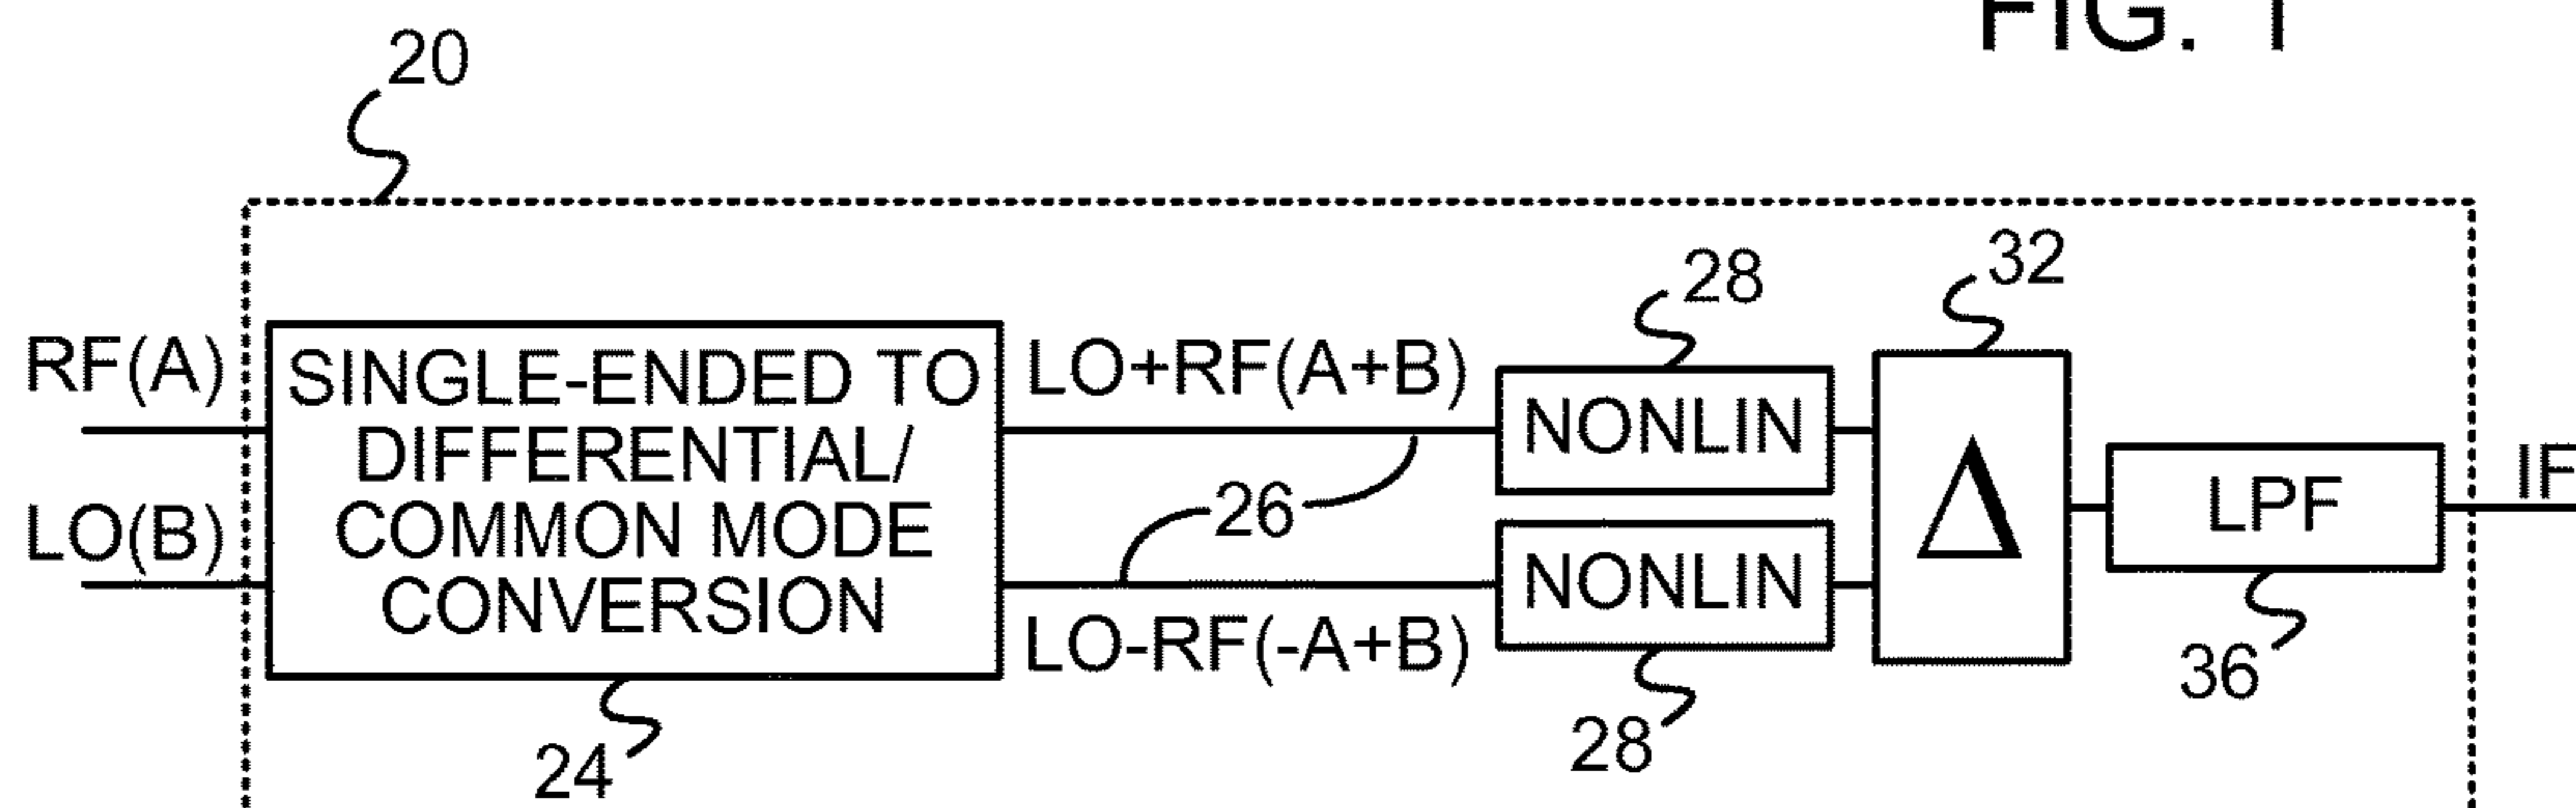 FIG. 1
20
32
28
RF(A)
SINGLE-ENDED TO
DIFFERENTIAL/
COMMON MODE
CONVERSION
LO+RF(A+B)
NONLIN
Δ
LPF
IF
26
LO(B)
NONLIN
LO-RF(-A+B)
36
28
24